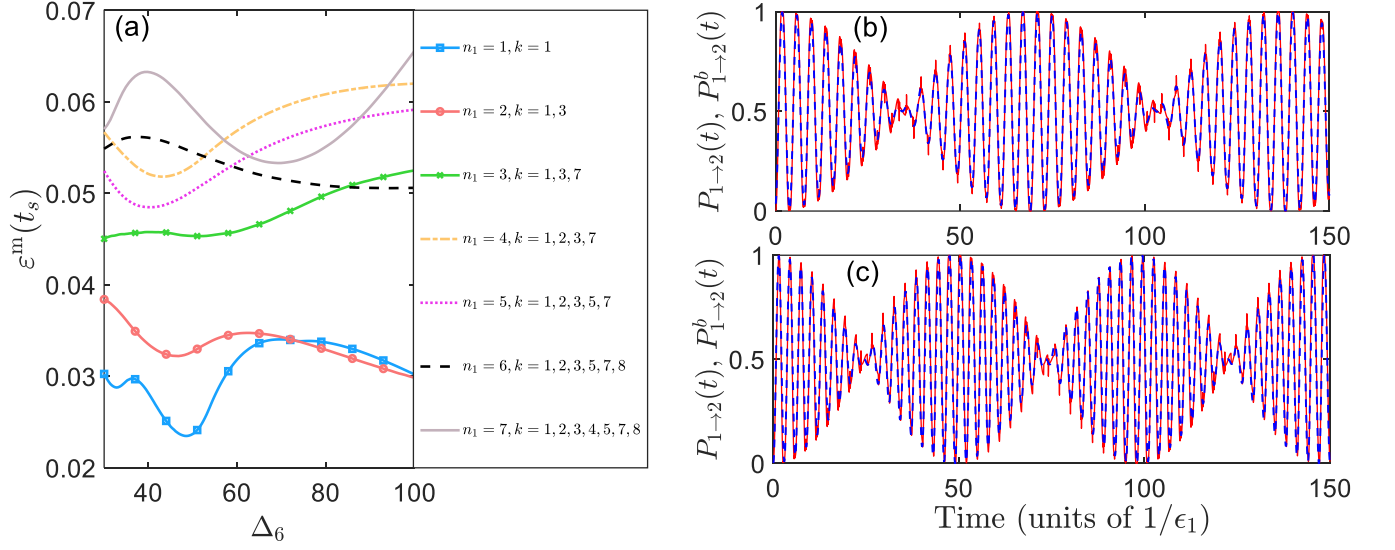 (a)
0.07
0.06
0.05
0.04
0.03
0.02
εᵐ(tₛ)
40 60 80 100
Δ₆
n₁ = 1, k = 1
n₁ = 2, k = 1, 3
n₁ = 3, k = 1, 3, 7
n₁ = 4, k = 1, 2, 3, 7
n₁ = 5, k = 1, 2, 3, 5, 7
n₁ = 6, k = 1, 2, 3, 5, 7, 8
n₁ = 7, k = 1, 2, 3, 4, 5, 7, 8
(b)
1
0.5
0
P₁→₂(t), Pᵇ₁→₂(t)
0 50 100 150
(c)
1
0.5
0
P₁→₂(t), Pᵇ₁→₂(t)
0 50 100 150
Time (units of 1/ϵ₁)